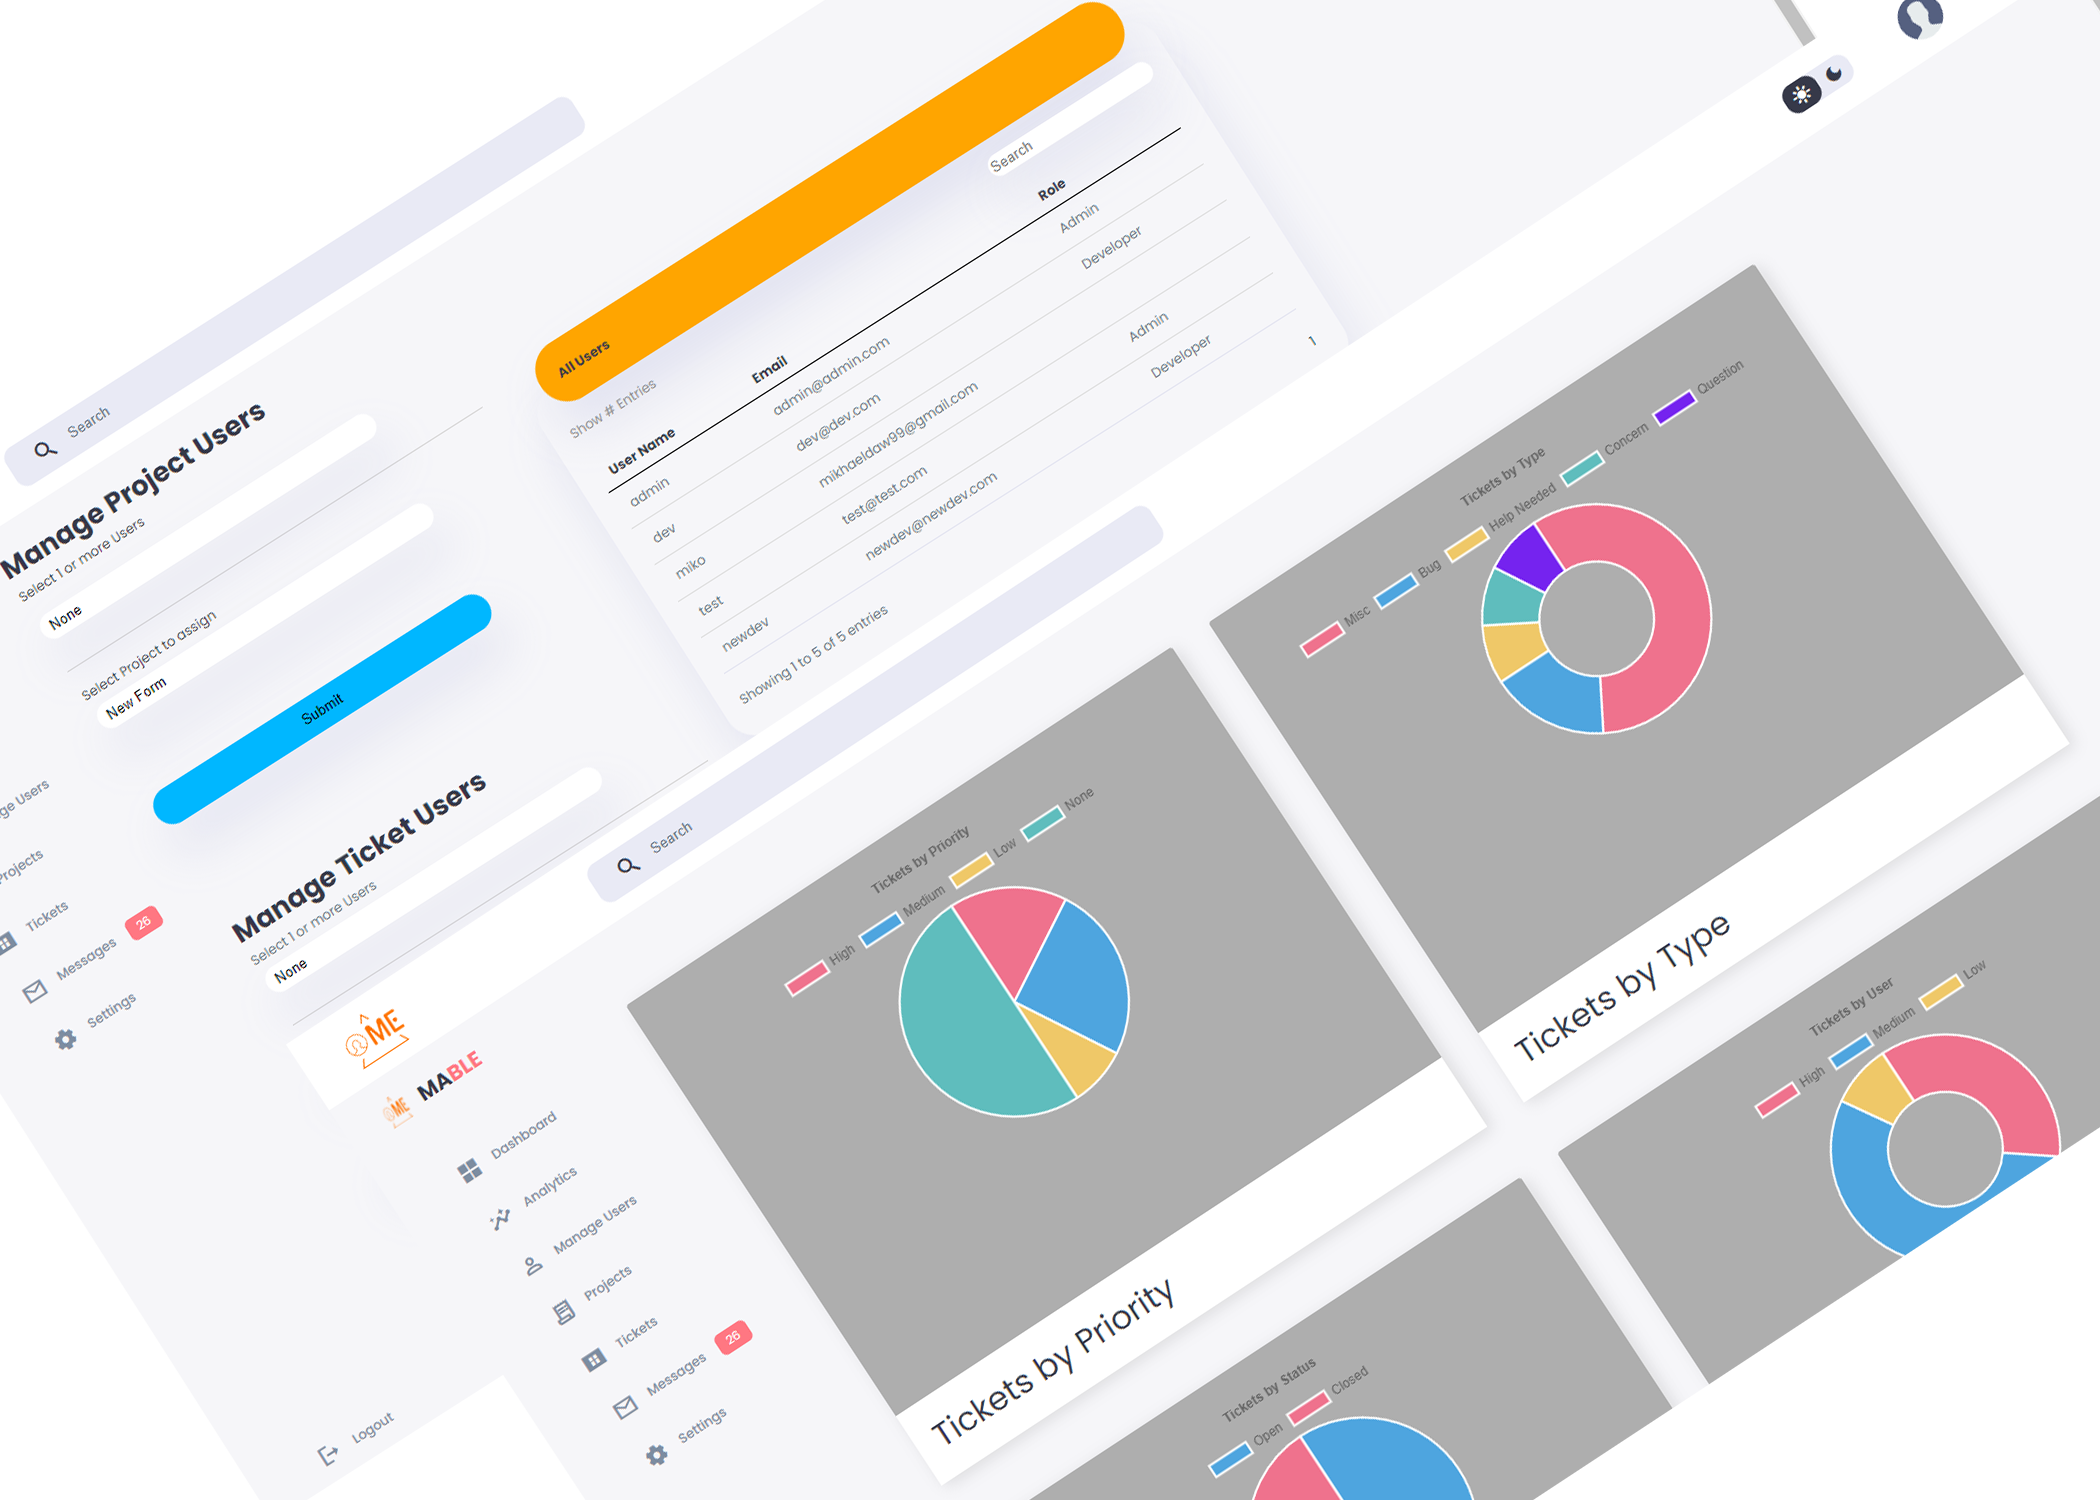 Search
Manage Project Users
Select 1 or more Users
None
Select Project to assign
New Form
Submit
Manage Ticket Users
Select 1 or more Users
None
ge Users
Projects
Tickets
Messages 26
Settings
Logout
All Users
Show # Entries
Search
User Name Email Role
admin admin@admin.com Admin
dev dev@dev.com Developer
miko mikhaeldaw99@gmail.com
test test@test.com Admin
newdev newdev@newdev.com Developer
Showing 1 to 5 of 5 entries
1
Search
ME
ME
MABLE
Dashboard
Analytics
Manage Users
Projects
Tickets
Messages 26
Settings
Tickets by Priority
High Medium Low None
Tickets by Priority
Tickets by Type
Misc Bug Help Needed Concern Question
Tickets by Type
Tickets by Status
Open Closed
Tickets by User
High Medium Low